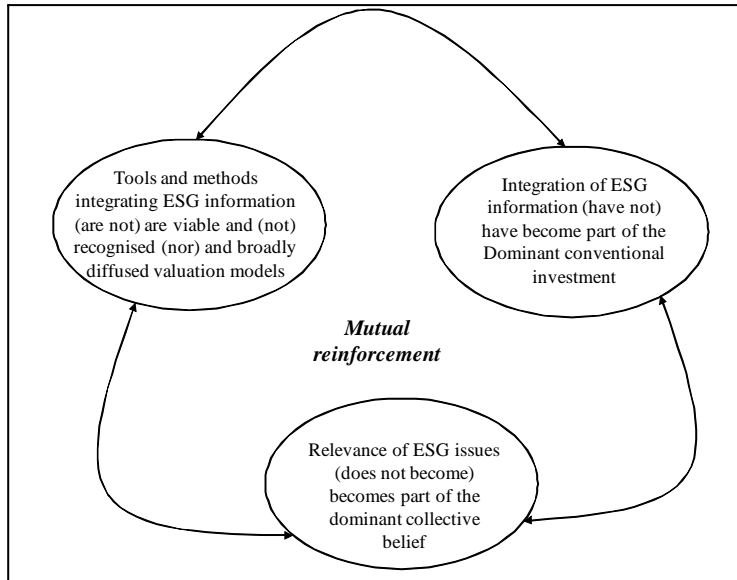 Tools and methods
integrating ESG information
(are not) are viable and (not)
recognised (nor) and broadly
diffused valuation models
Integration of ESG
information (have not)
have become part of the
Dominant conventional
investment
Mutual
reinforcement
Relevance of ESG issues
(does not become)
becomes part of the
dominant collective
belief